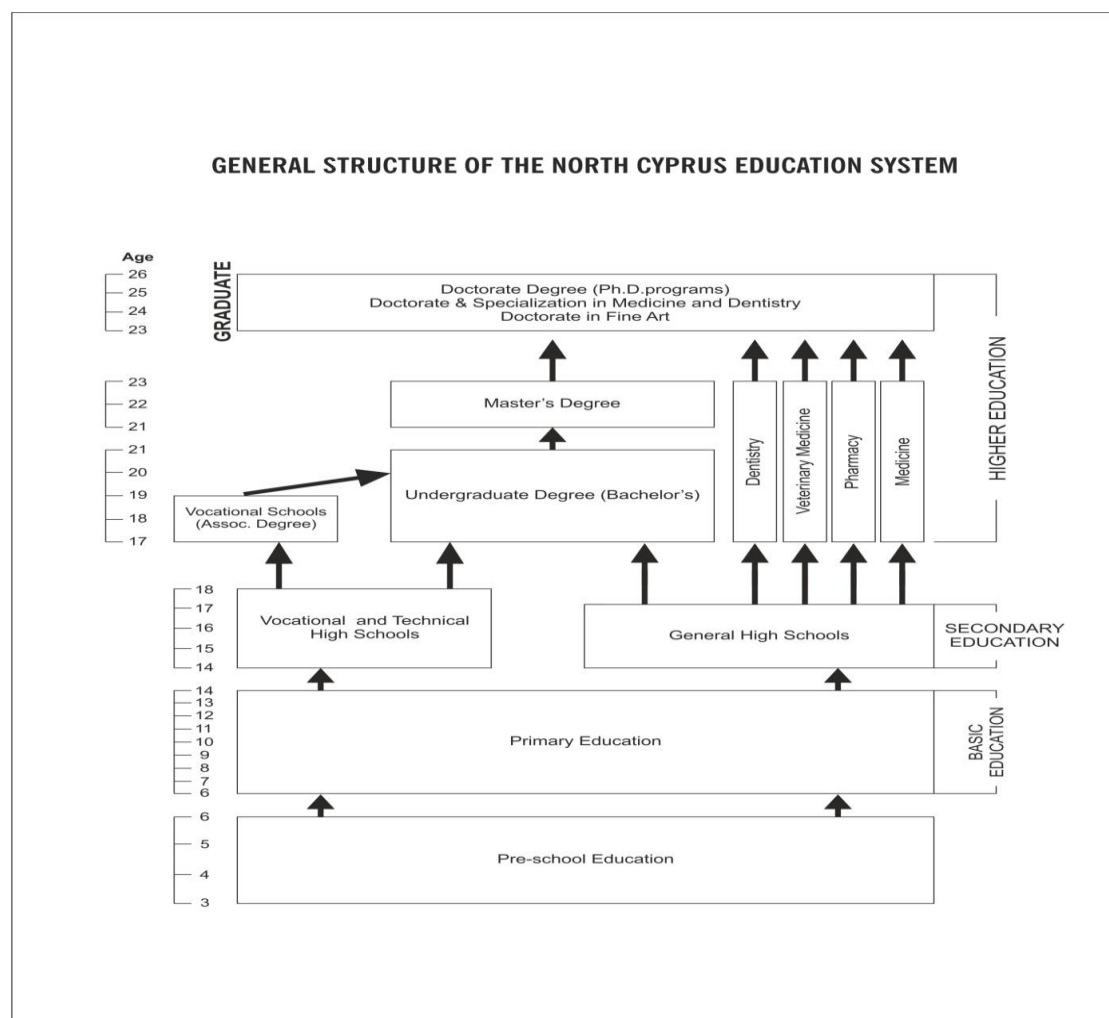 GENERAL STRUCTURE OF THE NORTH CYPRUS EDUCATION SYSTEM
Age
26
25
24
23
GRADUATE
Doctorate Degree (Ph.D.programs)
Doctorate & Specialization in Medicine and Dentistry
Doctorate in Fine Art
HIGHER EDUCATION
23
22
21
Master's Degree
21
20
19
18
17
Vocational Schools
(Assoc. Degree)
Undergraduate Degree (Bachelor's)
Dentistry
Veterinary Medicine
Pharmacy
Medicine
18
17
16
15
14
Vocational and Technical
High Schools
General High Schools
SECONDARY
EDUCATION
14
13
12
11
10
9
8
7
6
Primary Education
BASIC
EDUCATION
6
5
4
3
Pre-school Education